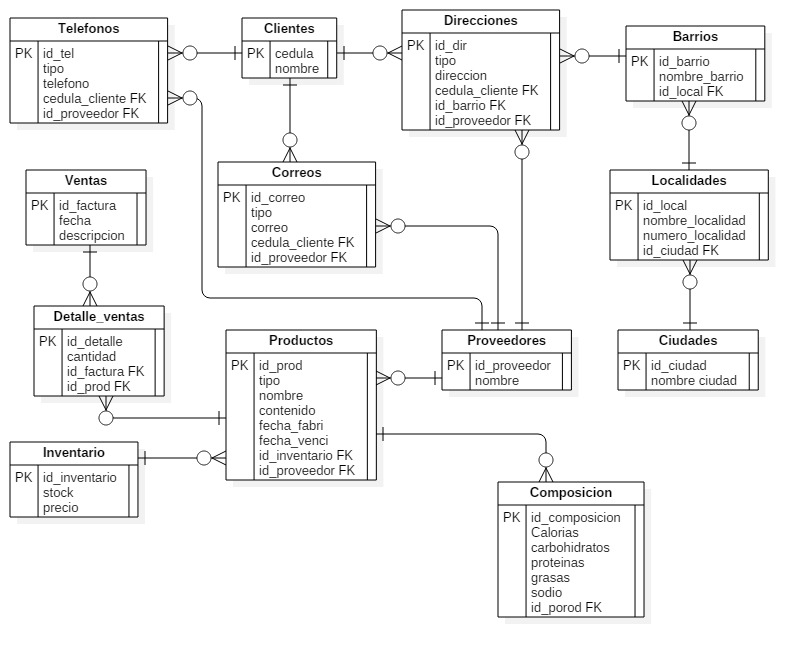 Telefonos
PK id_tel
tipo
telefono
cedula_cliente FK
id_proveedor FK
Clientes
PK cedula
nombre
Direcciones
PK id_dir
tipo
direccion
cedula_cliente FK
id_barrio FK
id_proveedor FK
Barrios
PK id_barrio
nombre_barrio
id_local FK
Ventas
PK id_factura
fecha
descripcion
Correos
PK id_correo
tipo
correo
cedula_cliente FK
id_proveedor FK
Localidades
PK id_local
nombre_localidad
numero_localidad
id_ciudad FK
Detalle_ventas
PK id_detalle
cantidad
id_factura FK
id_prod FK
Productos
PK id_prod
tipo
nombre
contenido
fecha_fabri
fecha_venci
id_inventario FK
id_proveedor FK
Proveedores
PK id_proveedor
nombre
Ciudades
PK id_ciudad
nombre ciudad
Inventario
PK id_inventario
stock
precio
Composicion
PK id_composicion
Calorias
carbohidratos
proteinas
grasas
sodio
id_porod FK